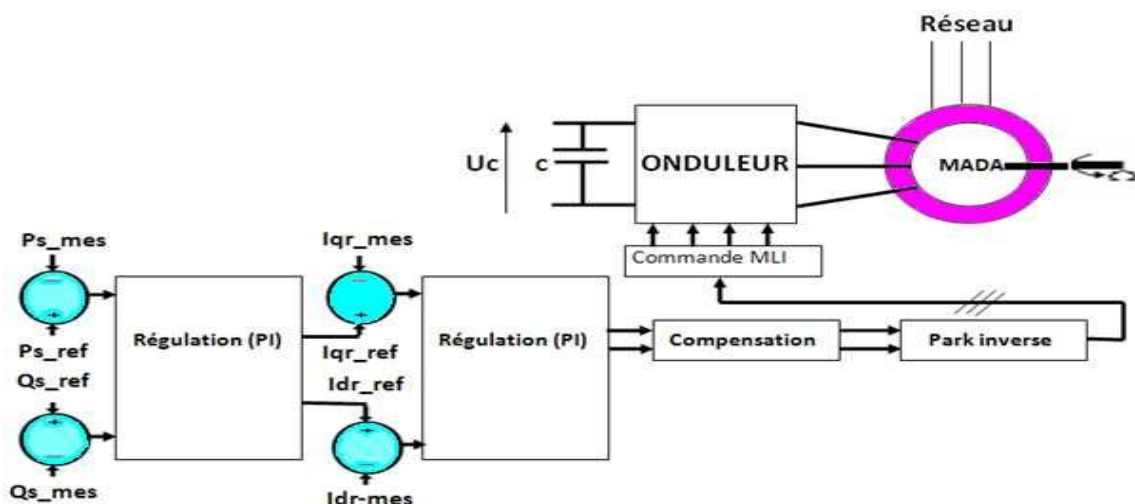 Réseau
Uc
c
ONDULEUR
MADA
Ω
Ps_mes
Iqr_mes
Commande MLI
Régulation (PI)
Régulation (PI)
Compensation
Park inverse
Ps_ref
Iqr_ref
Qs_ref
Idr_ref
Qs_mes
Idr-mes